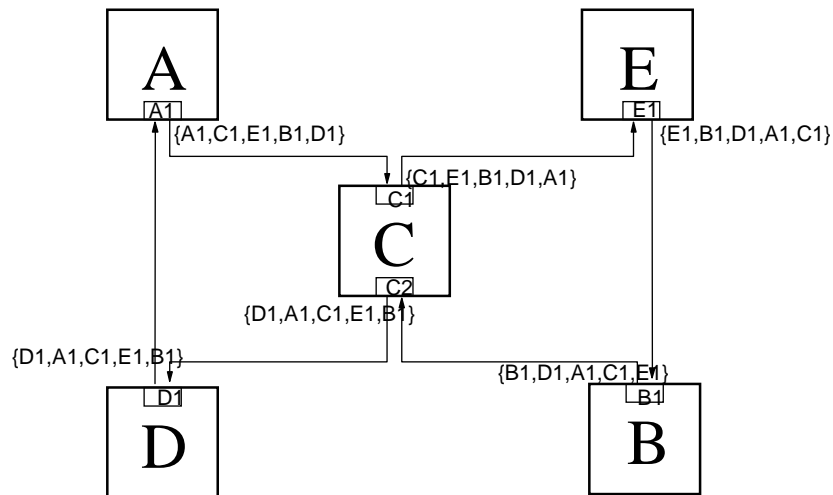 A
E
A1
E1
{A1,C1,E1,B1,D1}
{E1,B1,D1,A1,C1}
{C1,E1,B1,D1,A1}
C1
C
C2
{D1,A1,C1,E1,B1}
{D1,A1,C1,E1,B1}
{B1,D1,A1,C1,E1}
D1
B1
D
B